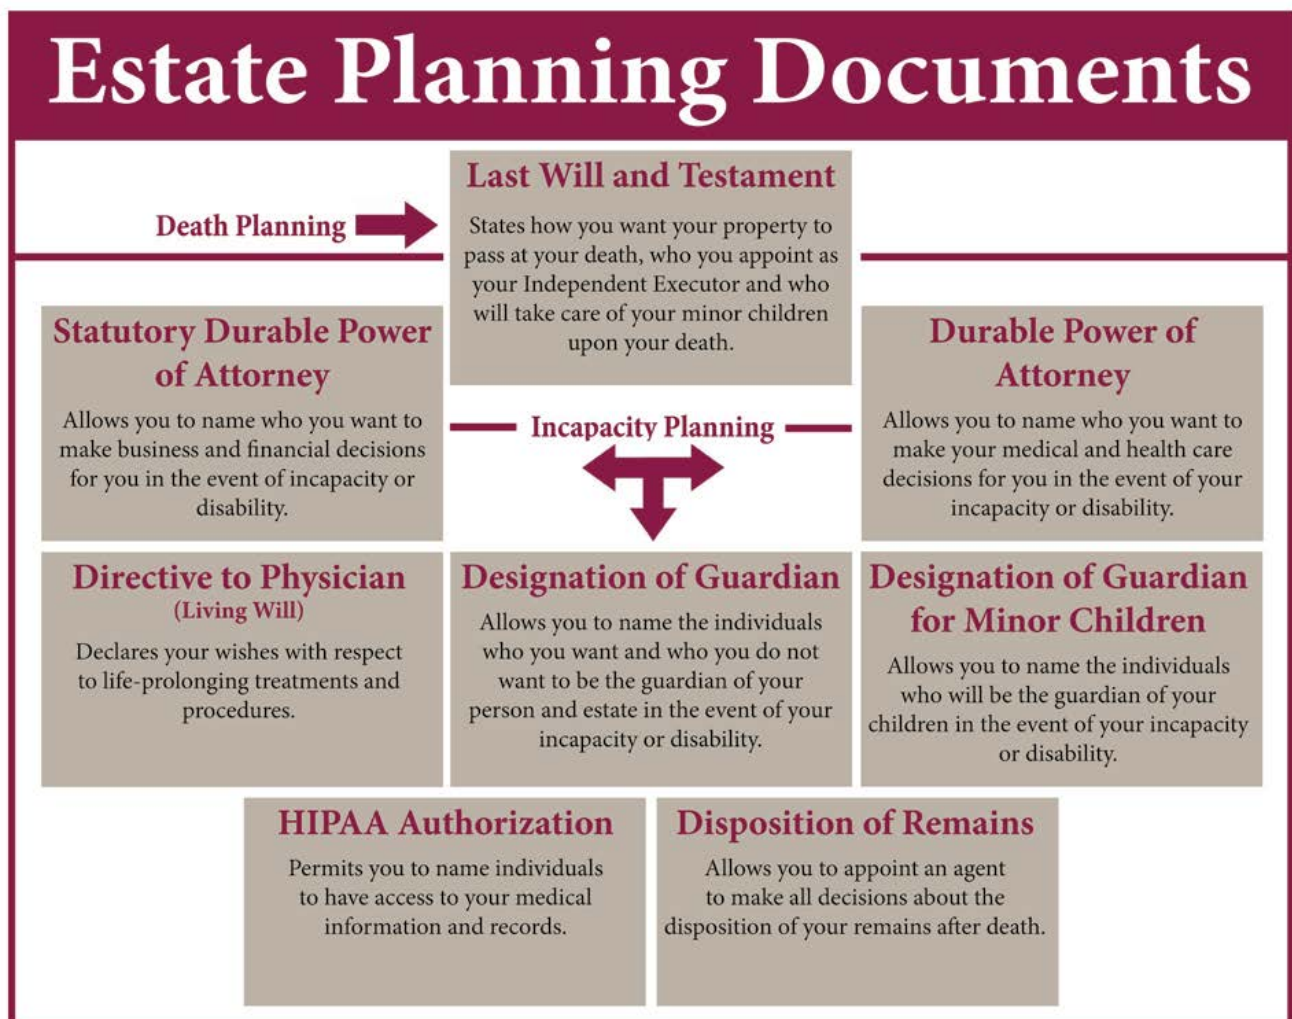 Estate Planning Documents
Death Planning
Last Will and Testament
States how you want your property to
pass at your death, who you appoint as
your Independent Executor and who
will take care of your minor children
upon your death.
Statutory Durable Power
of Attorney
Allows you to name who you want to
make business and financial decisions
for you in the event of incapacity or
disability.
Incapacity Planning
Durable Power of
Attorney
Allows you to name who you want to
make your medical and health care
decisions for you in the event of your
incapacity or disability.
Directive to Physician
(Living Will)
Declares your wishes with respect
to life-prolonging treatments and
procedures.
Designation of Guardian
Allows you to name the individuals
who you want and who you do not
want to be the guardian of your
person and estate in the event of your
incapacity or disability.
Designation of Guardian
for Minor Children
Allows you to name the individuals
who will be the guardian of your
children in the event of your incapacity
or disability.
HIPAA Authorization
Permits you to name individuals
to have access to your medical
information and records.
Disposition of Remains
Allows you to appoint an agent
to make all decisions about the
disposition of your remains after death.